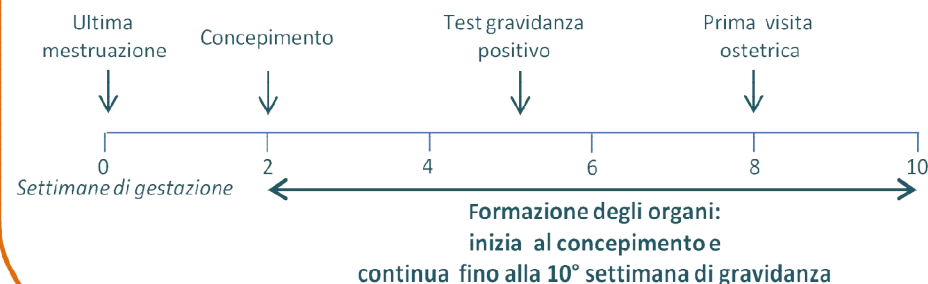 Ultima
mestruazione
Concepimento
Test gravidanza
positivo
Prima visita
ostetrica
0
2
4
6
8
10
Settimane di gestazione
Formazione degli organi:
inizia al concepimento e
continua fino alla 10° settimana di gravidanza